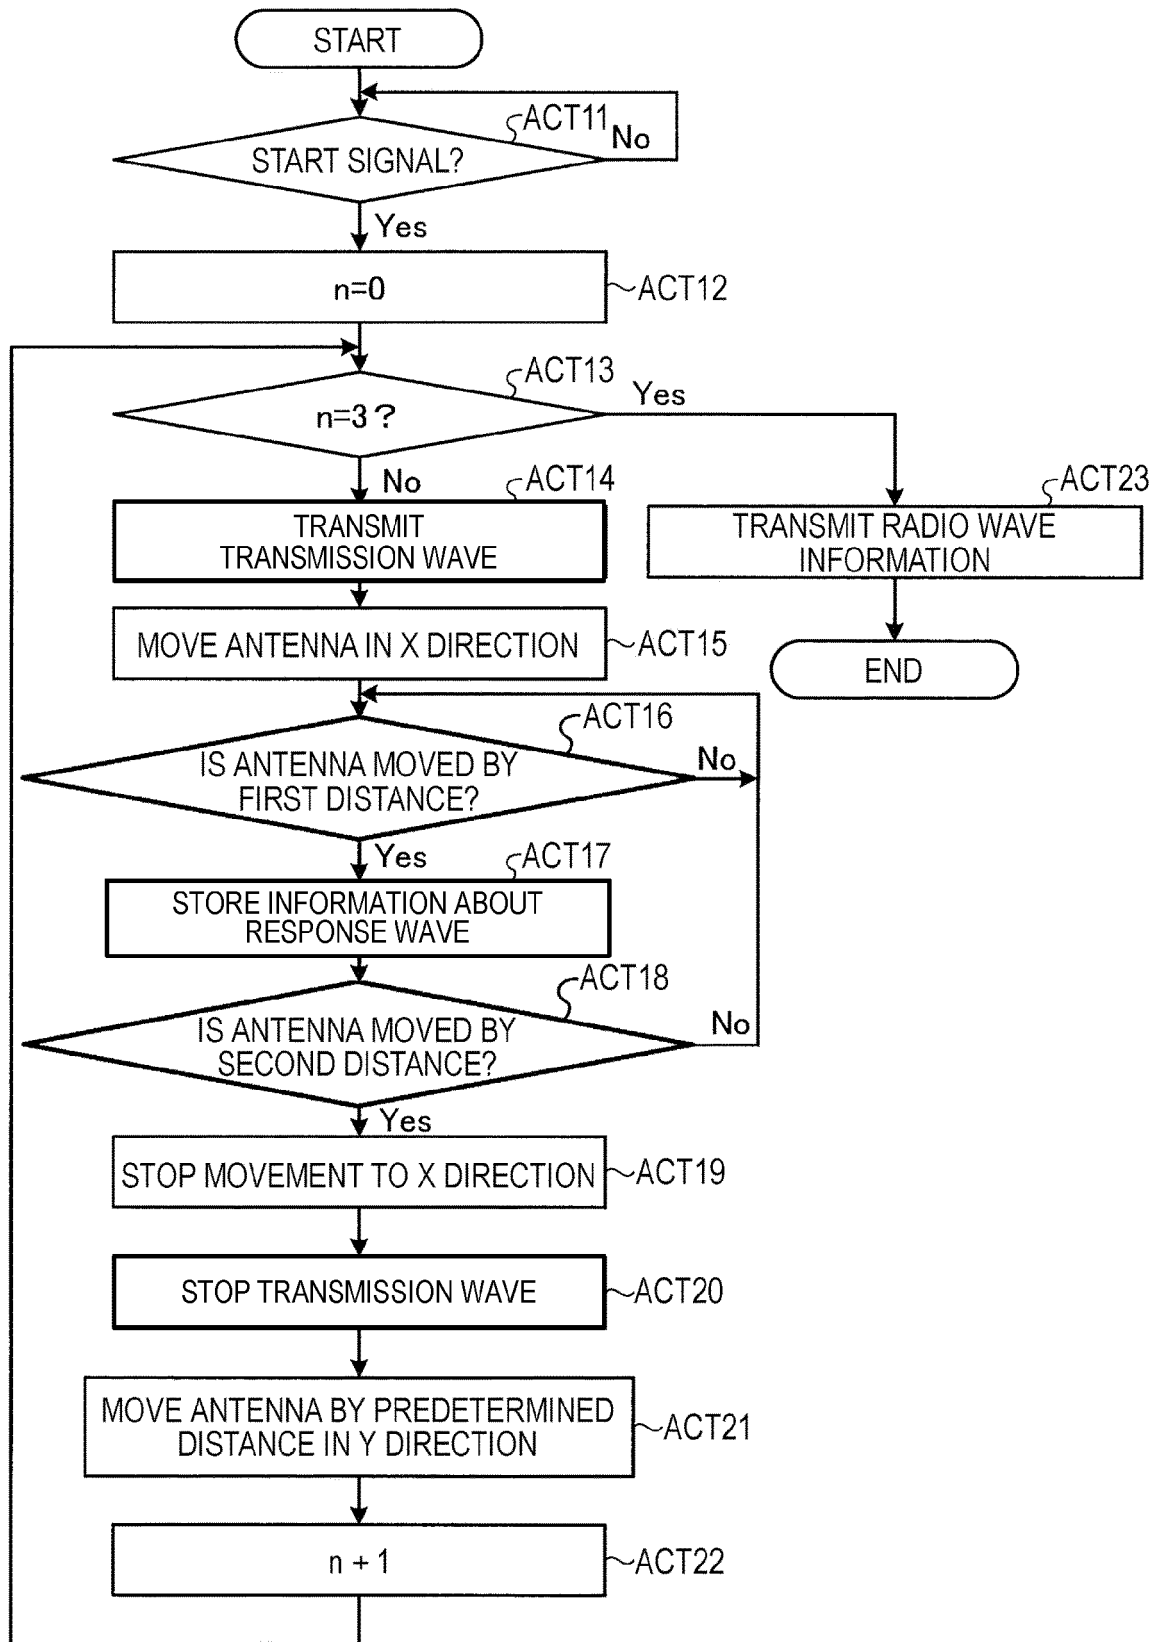 START
ACT11
No
START SIGNAL?
Yes
n=0
ACT12
ACT13
Yes
n=3?
No
ACT14
ACT23
TRANSMIT
TRANSMISSION WAVE
TRANSMIT RADIO WAVE
INFORMATION
MOVE ANTENNA IN X DIRECTION
ACT15
END
ACT16
IS ANTENNA MOVED BY
FIRST DISTANCE?
No
Yes
ACT17
STORE INFORMATION ABOUT
RESPONSE WAVE
ACT18
IS ANTENNA MOVED BY
SECOND DISTANCE?
No
Yes
STOP MOVEMENT TO X DIRECTION
ACT19
STOP TRANSMISSION WAVE
ACT20
MOVE ANTENNA BY PREDETERMINED
DISTANCE IN Y DIRECTION
ACT21
n + 1
ACT22